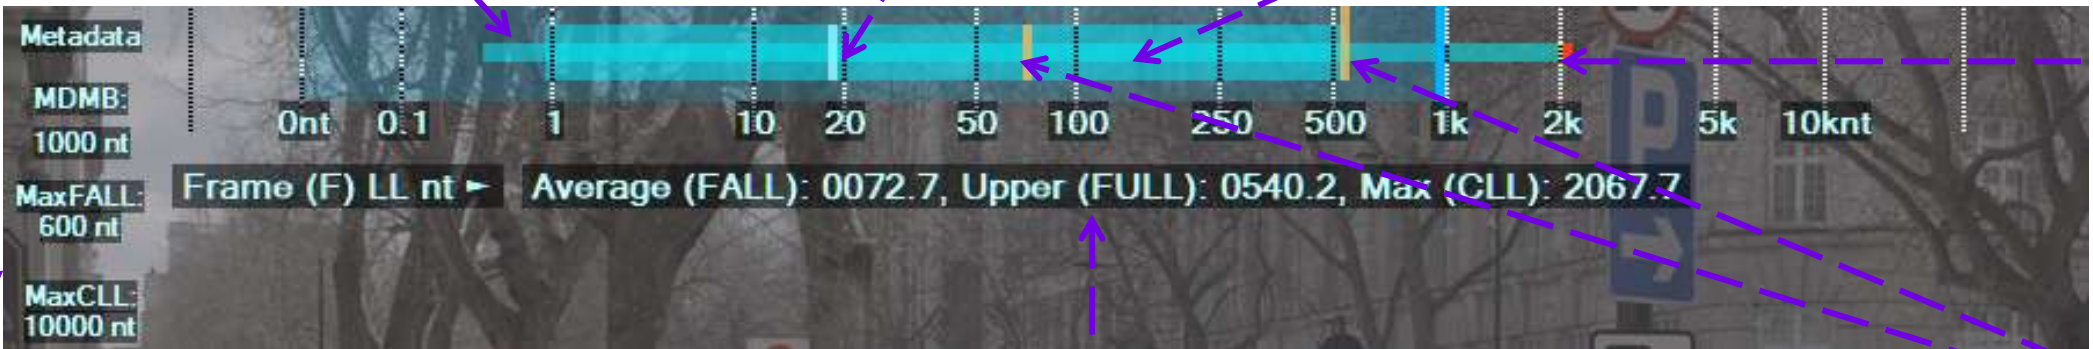 Metadata
MDMB:
1000 nt
MaxFALL:
600 nt
MaxCLL:
10000 nt
0nt 0.1 1 10 20 50 100 250 500 1k 2k 5k 10knt
Frame (F) LL nt ► Average (FALL): 0072.7, Upper (FULL): 0540.2, Max (CLL): 2067.7
P